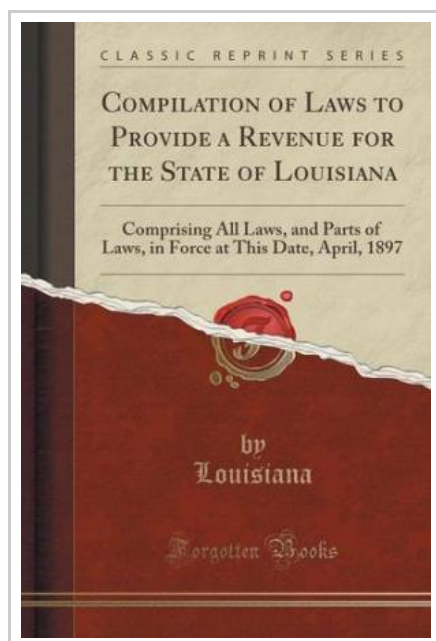 CLASSIC REPRINT SERIES
COMPILATION OF LAWS TO
PROVIDE A REVENUE FOR
THE STATE OF LOUISIANA
Comprising All Laws, and Parts of
Laws, in Force at This Date, April, 1897
by
Louisiana
Forgotten Books